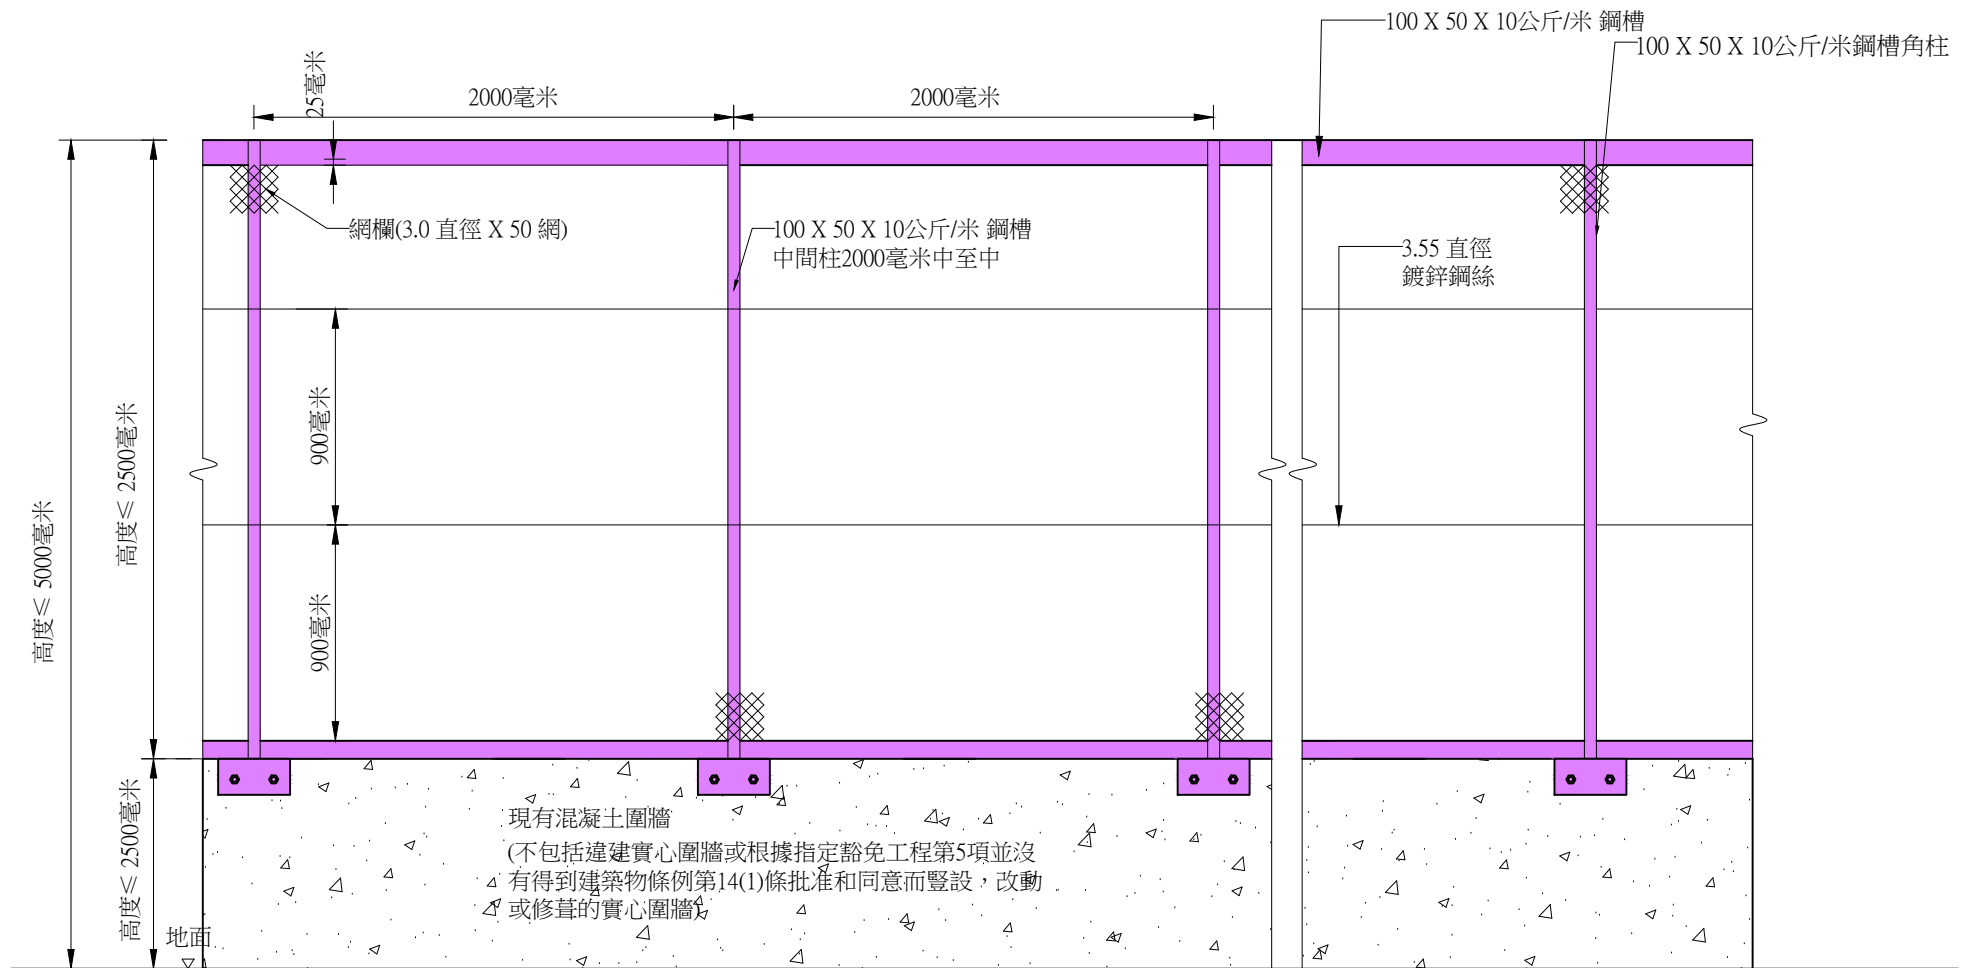 100 X 50 X 10公斤/米 鋼槽
100 X 50 X 10公斤/米鋼槽角柱
25毫米
2000毫米
2000毫米
網欄(3.0 直徑 X 50 網)
100 X 50 X 10公斤/米 鋼槽
中間柱2000毫米中至中
3.55 直徑
鍍鋅鋼絲
900毫米
高度≤ 2500毫米
高度≤ 5000毫米
900毫米
高度≤ 2500毫米
現有混凝土圍牆
(不包括違建實心圍牆或根據指定豁免工程第5項並沒
有得到建築物條例第14(1)條批准和同意而豎設，改動
或修葺的實心圍牆)
地面